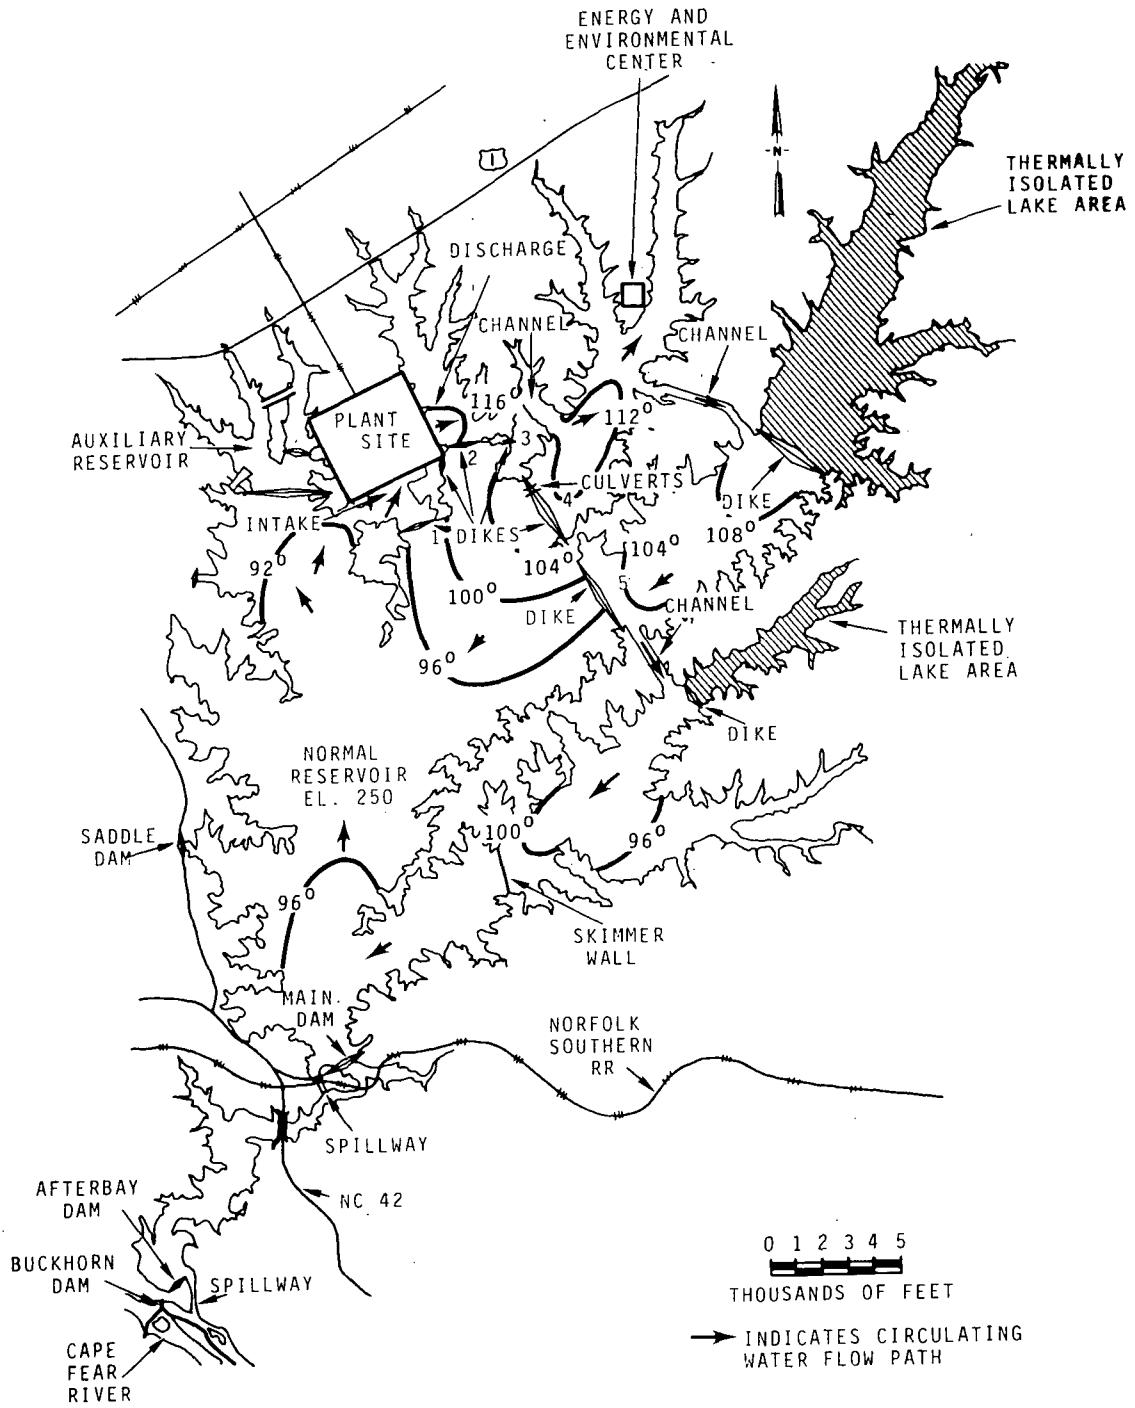 ENERGY AND
ENVIRONMENTAL
CENTER
1
-N-
THERMALLY
ISOLATED
LAKE AREA
DISCHARGE
CHANNEL
CHANNEL
116°
112°
PLANT
SITE
AUXILIARY
RESERVOIR
2
3
4
CULVERTS
DIKE
INTAKE
1
DIKES
108°
92°
104°
104°
100°
5
DIKE
CHANNEL
96°
THERMALLY
ISOLATED
LAKE AREA
DIKE
NORMAL
RESERVOIR
EL. 250
SADDLE
DAM
100°
96°
96°
SKIMMER
WALL
MAIN
DAM
NORFOLK
SOUTHERN
RR
SPILLWAY
AFTERBAY
DAM
NC 42
BUCKHORN
DAM
SPILLWAY
0 1 2 3 4 5
THOUSANDS OF FEET
INDICATES CIRCULATING
WATER FLOW PATH
CAPE
FEAR
RIVER